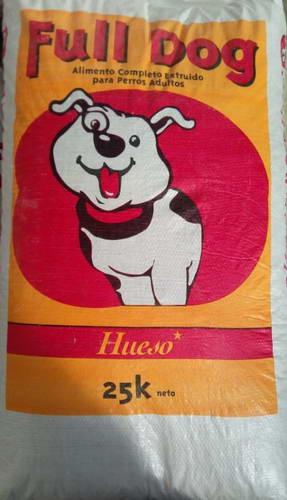 Full Dog
Alimento Completo Extruido
para Perros Adultos
Hueso
25k neto